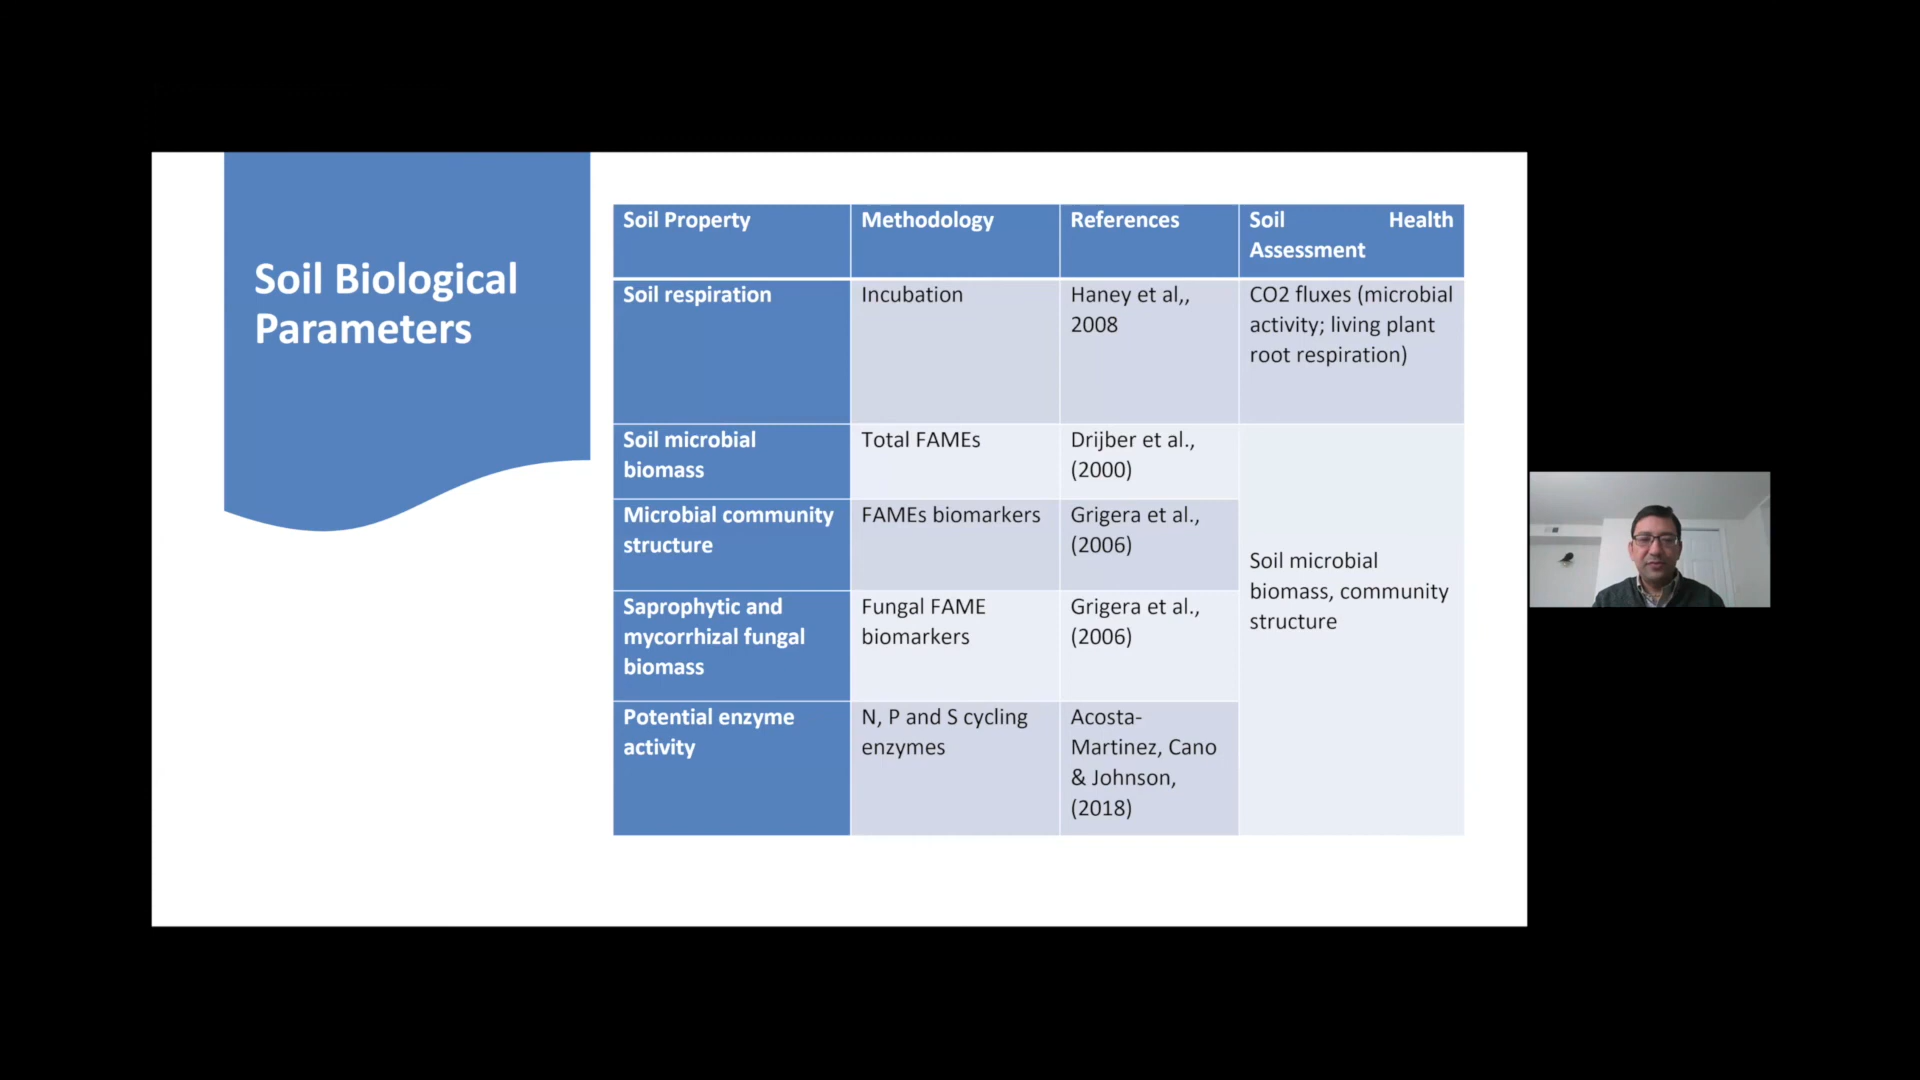 Soil Biological
Parameters
Soil Property
Methodology
References
Soil Health
Assessment
Soil respiration
Incubation
Haney et al,,
2008
CO2 fluxes (microbial
activity; living plant
root respiration)
Soil microbial
biomass
Total FAMEs
Drijber et al.,
(2000)
Microbial community
structure
FAMEs biomarkers
Grigera et al.,
(2006)
Saprophytic and
mycorrhizal fungal
biomass
Fungal FAME
biomarkers
Grigera et al.,
(2006)
Potential enzyme
activity
N, P and S cycling
enzymes
Acosta-
Martinez, Cano
& Johnson,
(2018)
Soil microbial
biomass, community
structure